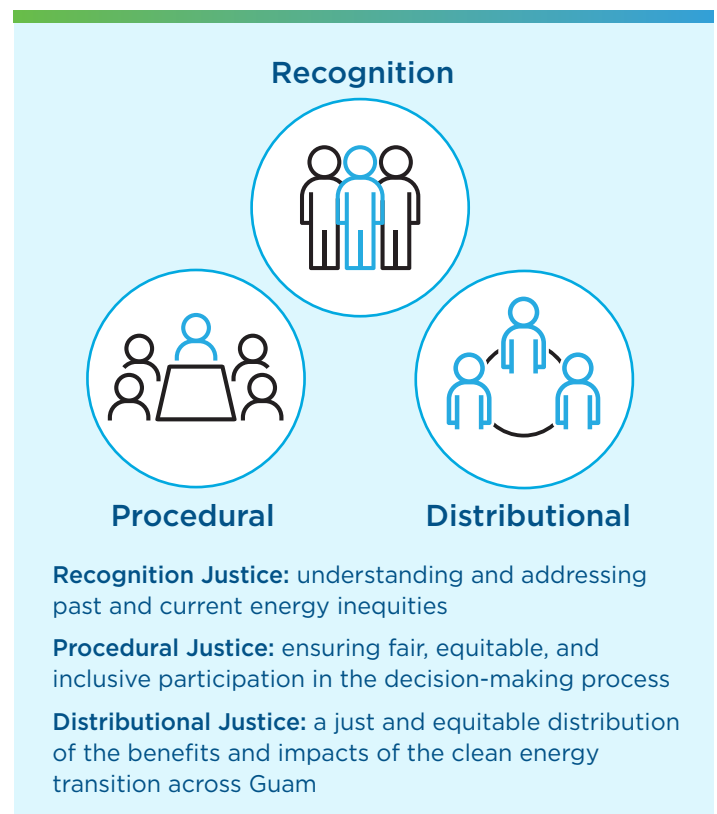 Recognition
Procedural
Distributional
Recognition Justice: understanding and addressing
past and current energy inequities
Procedural Justice: ensuring fair, equitable, and
inclusive participation in the decision-making process
Distributional Justice: a just and equitable distribution
of the benefits and impacts of the clean energy
transition across Guam